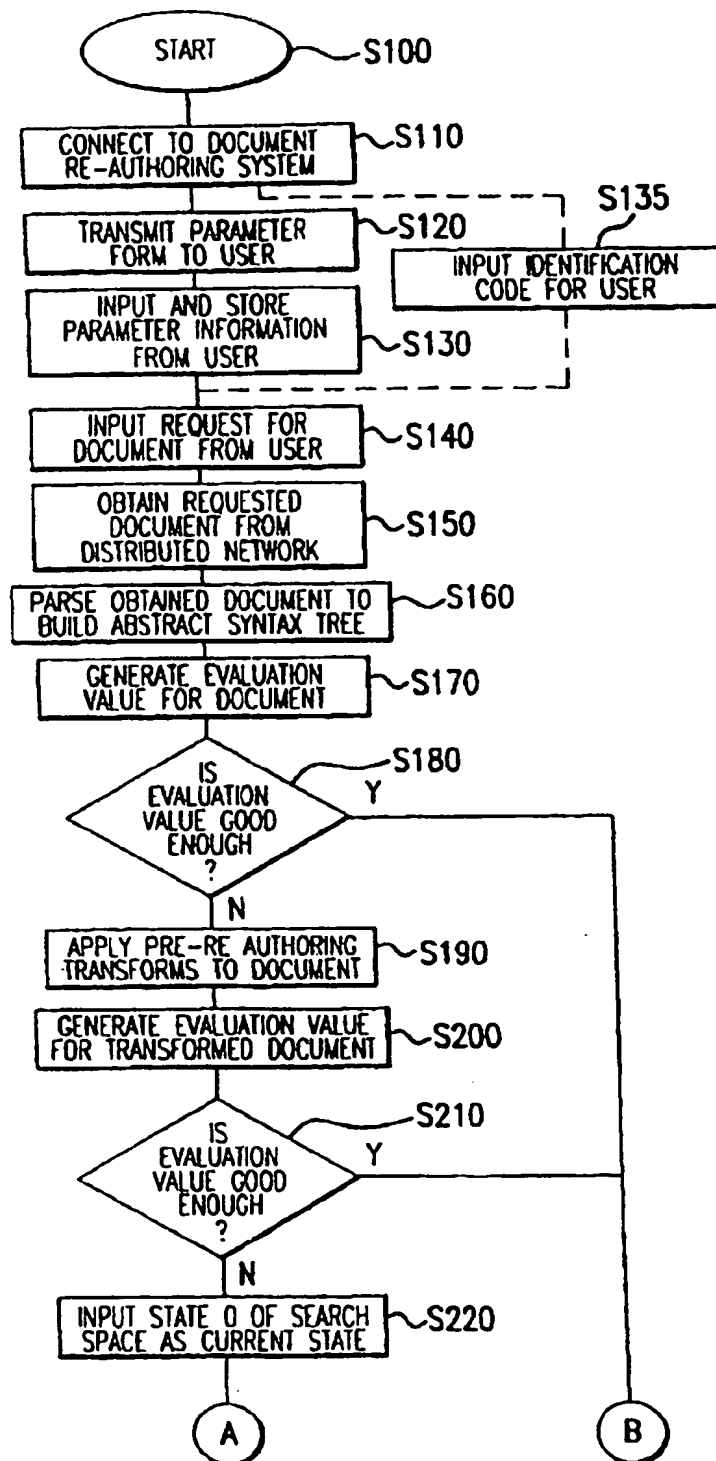 START
S100
CONNECT TO DOCUMENT
RE-AUTHORING SYSTEM
S110
TRANSMIT PARAMETER
FORM TO USER
S120
S135
INPUT IDENTIFICATION
CODE FOR USER
INPUT AND STORE
PARAMETER INFORMATION
FROM USER
S130
INPUT REQUEST FOR
DOCUMENT FROM USER
S140
OBTAIN REQUESTED
DOCUMENT FROM
DISTRIBUTED NETWORK
S150
PARSE OBTAINED DOCUMENT TO
BUILD ABSTRACT SYNTAX TREE
S160
GENERATE EVALUATION
VALUE FOR DOCUMENT
S170
IS
EVALUATION
VALUE GOOD
ENOUGH
?
S180
Y
N
APPLY PRE-RE AUTHORING
TRANSFORMS TO DOCUMENT
S190
GENERATE EVALUATION VALUE
FOR TRANSFORMED DOCUMENT
S200
IS
EVALUATION
VALUE GOOD
ENOUGH
?
S210
Y
N
INPUT STATE 0 OF SEARCH
SPACE AS CURRENT STATE
S220
A
B